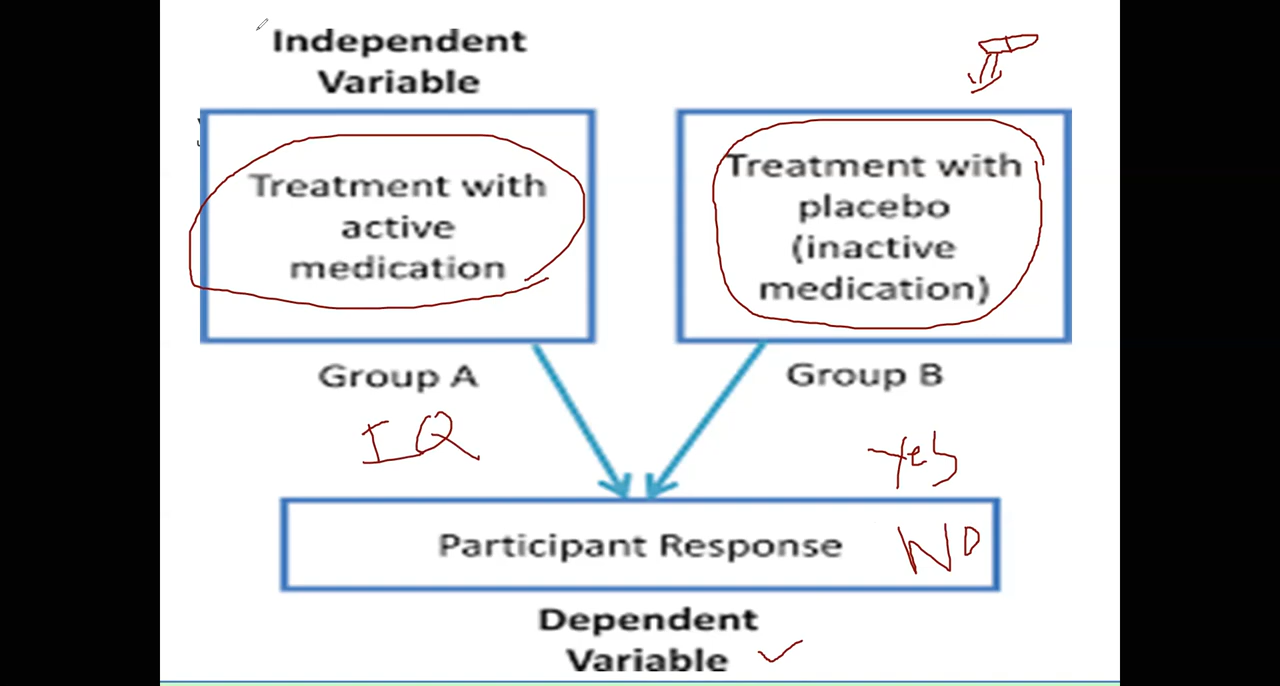 Independent
Variable
Treatment with
active
medication
Treatment with
placebo
(inactive
medication)
Group A
Group B
IQ
Yes
Participant Response
NO
Dependent
Variable